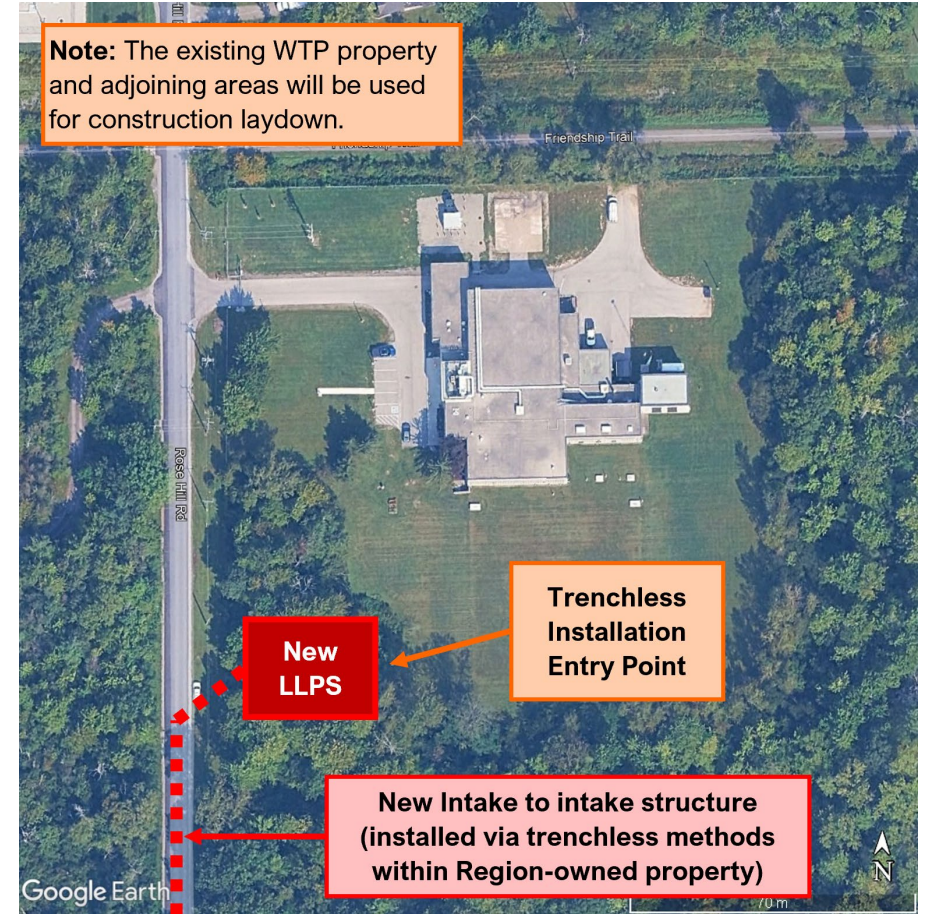 Note: The existing WTP property
and adjoining areas will be used
for construction laydown.
Friendship Trail
Rose Hill Rd
Trenchless
Installation
Entry Point
New
LLPS
New Intake to intake structure
(installed via trenchless methods
within Region-owned property)
Google Earth
N
70 m